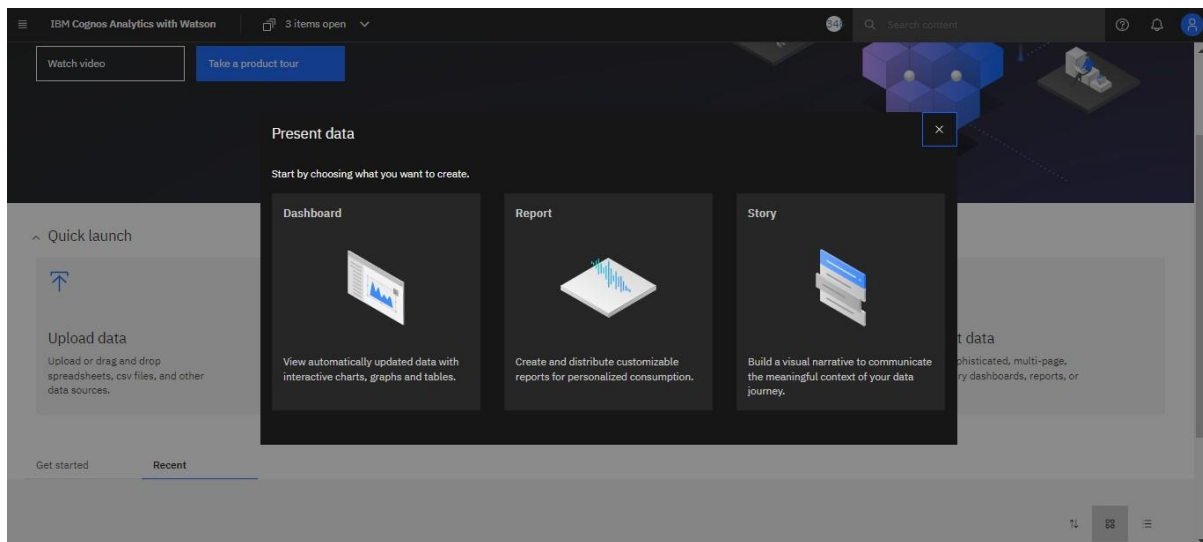 IBM Cognos Analytics with Watson
3 items open
34
Search content
Watch video
Take a product tour
Present data
Start by choosing what you want to create.
Dashboard
View automatically updated data with
interactive charts, graphs and tables.
Report
Create and distribute customizable
reports for personalized consumption.
Story
Build a visual narrative to communicate
the meaningful context of your data
journey.
Quick launch
Upload data
Upload or drag and drop
spreadsheets, csv files, and other
data sources.
t data
phisticated, multi-page,
ry dashboards, reports, or
Get started
Recent